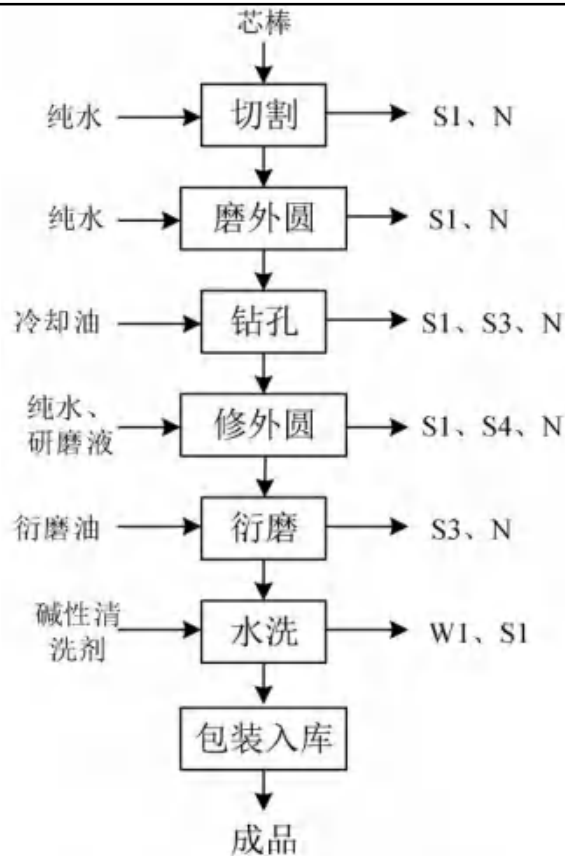 芯棒
纯水 切割 S1、N
纯水 磨外圆 S1、N
冷却油 钻孔 S1、S3、N
纯水、
研磨液 修外圆 S1、S4、N
衍磨油 衍磨 S3、N
碱性清
洗剂 水洗 W1、S1
包装入库
成品